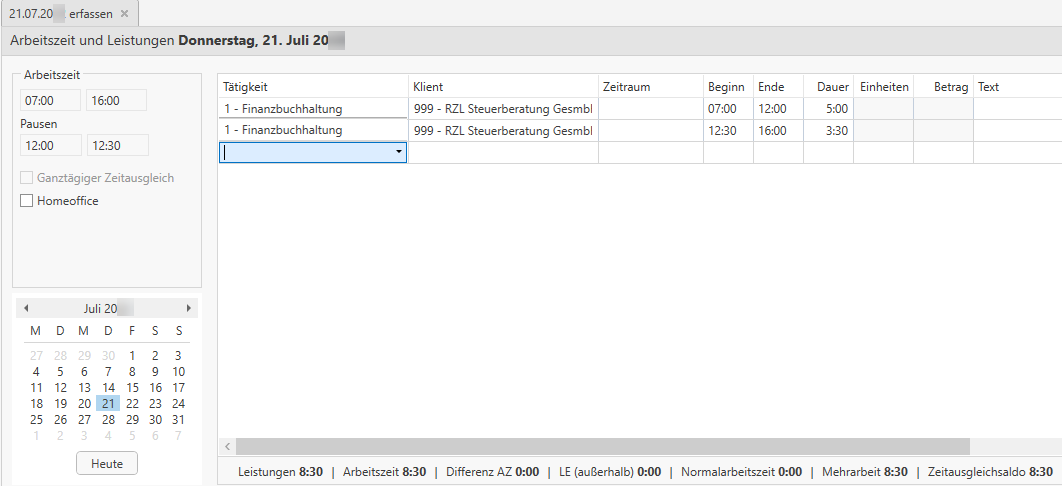 21.07.20 erfassen
Arbeitszeit und Leistungen Donnerstag, 21. Juli 20
Arbeitszeit
07:00 16:00
Pausen
12:00 12:30
Ganztägiger Zeitausgleich
Homeoffice
Juli 20
M D M D F S S
27 28 29 30 1 2 3
4 5 6 7 8 9 10
11 12 13 14 15 16 17
18 19 20 21 22 23 24
25 26 27 28 29 30 31
1 2 3 4 5 6 7
Heute
Tätigkeit Klient Zeitraum Beginn Ende Dauer Einheiten Betrag Text
1 - Finanzbuchhaltung 999 - RZL Steuerberatung Gesmbl 07:00 12:00 5:00
1 - Finanzbuchhaltung 999 - RZL Steuerberatung Gesmbl 12:30 16:00 3:30
Leistungen 8:30 | Arbeitszeit 8:30 | Differenz AZ 0:00 | LE (außerhalb) 0:00 | Normalarbeitszeit 0:00 | Mehrarbeit 8:30 | Zeitausgleichsaldo 8:30